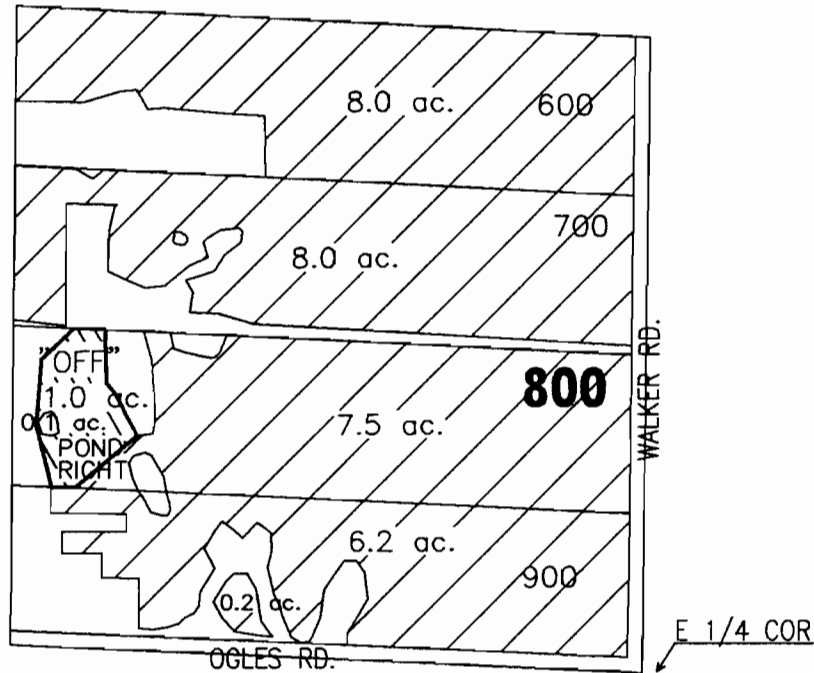 8.0 ac.
600
700
8.0 ac.
"OFF"
1.0 ac.
0.1 ac.
POND
RIGHT
800
7.5 ac.
WALKER RD.
6.2 ac.
900
0.2 ac.
OGLES RD.
E 1/4 COR